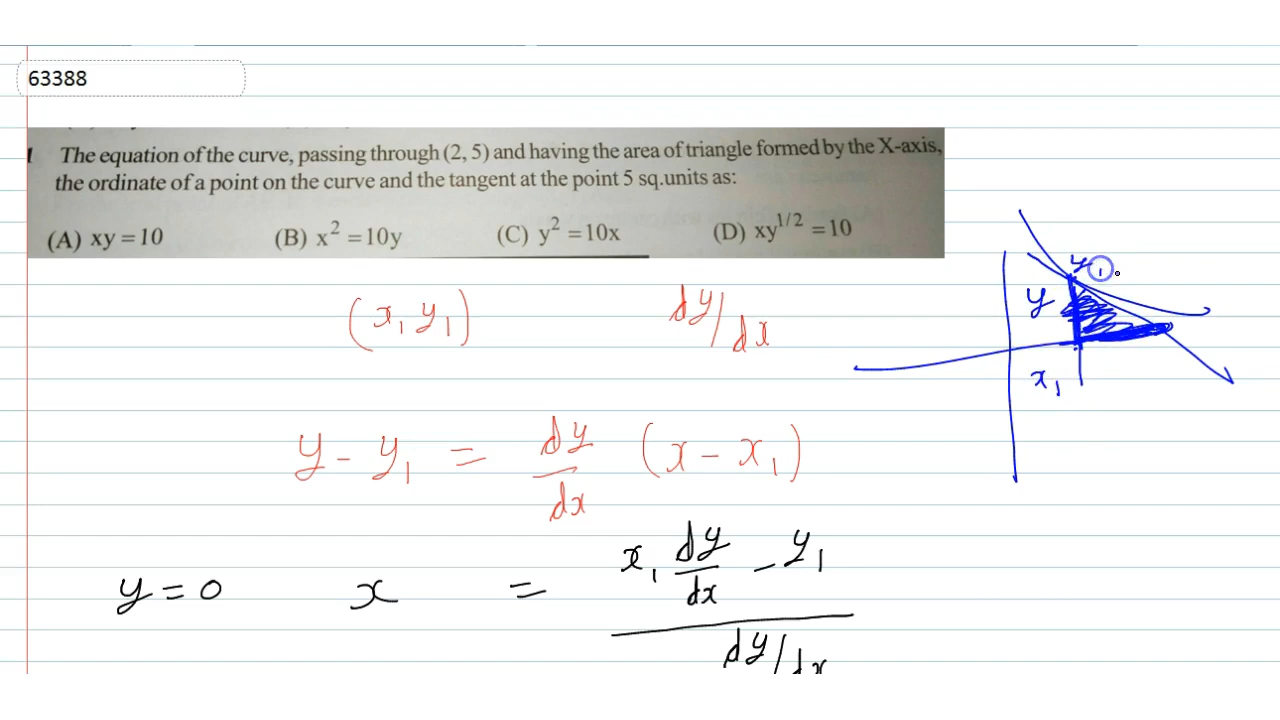 63388
The equation of the curve, passing through (2, 5) and having the area of triangle formed by the X-axis,
the ordinate of a point on the curve and the tangent at the point 5 sq.units as:
(A) xy = 10 (B) x² = 10y (C) y² = 10x (D) xy^1/2 = 10
y₁
(x₁ y₁) dy/dx y
x₁
y - y₁ = dy/dx (x - x₁)
y = 0 x = x₁ dy/dx - y₁
dy/dx